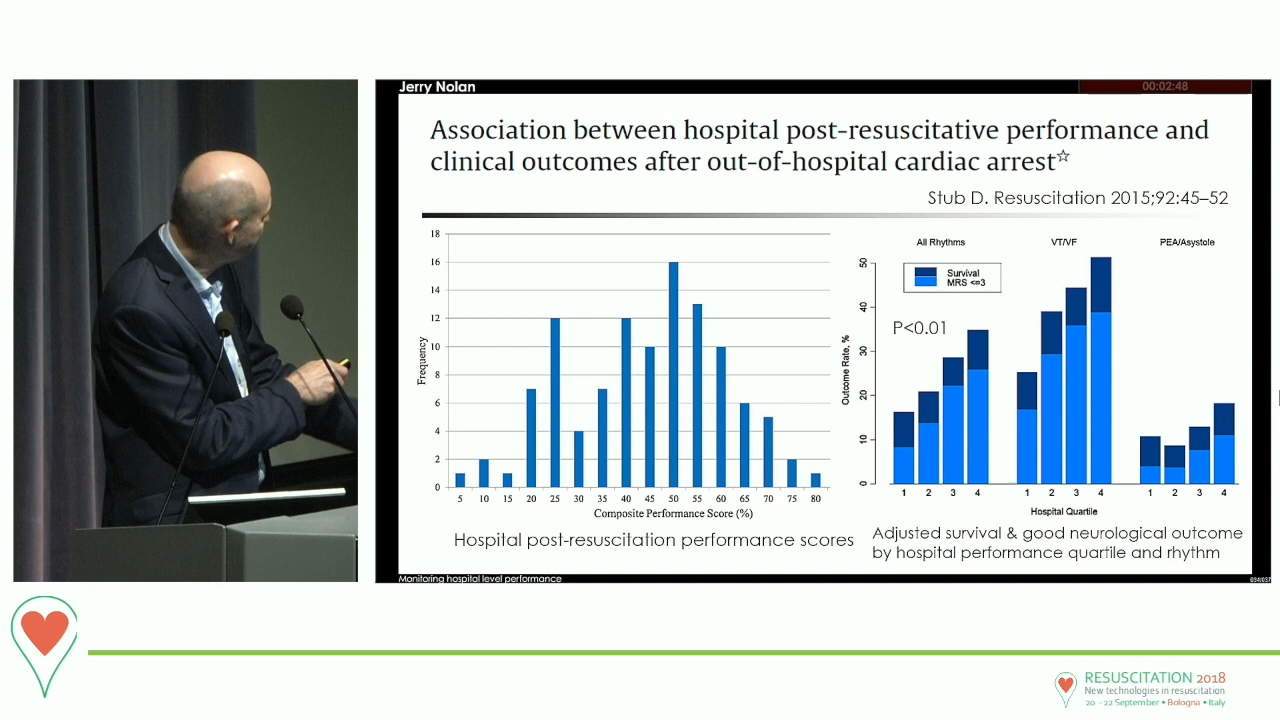 Jerry Nolan
00:02:48
Association between hospital post-resuscitative performance and
clinical outcomes after out-of-hospital cardiac arrest☆
Stub D. Resuscitation 2015;92:45–52
18
16
14
12
10
8
6
4
2
0
Frequency
5 10 15 20 25 30 35 40 45 50 55 60 65 70 75 80
Composite Performance Score (%)
Hospital post-resuscitation performance scores
All Rhythms VT/VF PEA/Asystole
Survival
MRS <=3
P<0.01
50
40
30
20
10
0
Outcome Rate, %
1 2 3 4 1 2 3 4 1 2 3 4
Hospital Quartile
Adjusted survival & good neurological outcome
by hospital performance quartile and rhythm
Monitoring hospital level performance
034/037
RESUSCITATION 2018
New technologies in resuscitation
20 - 22 September • Bologna • Italy